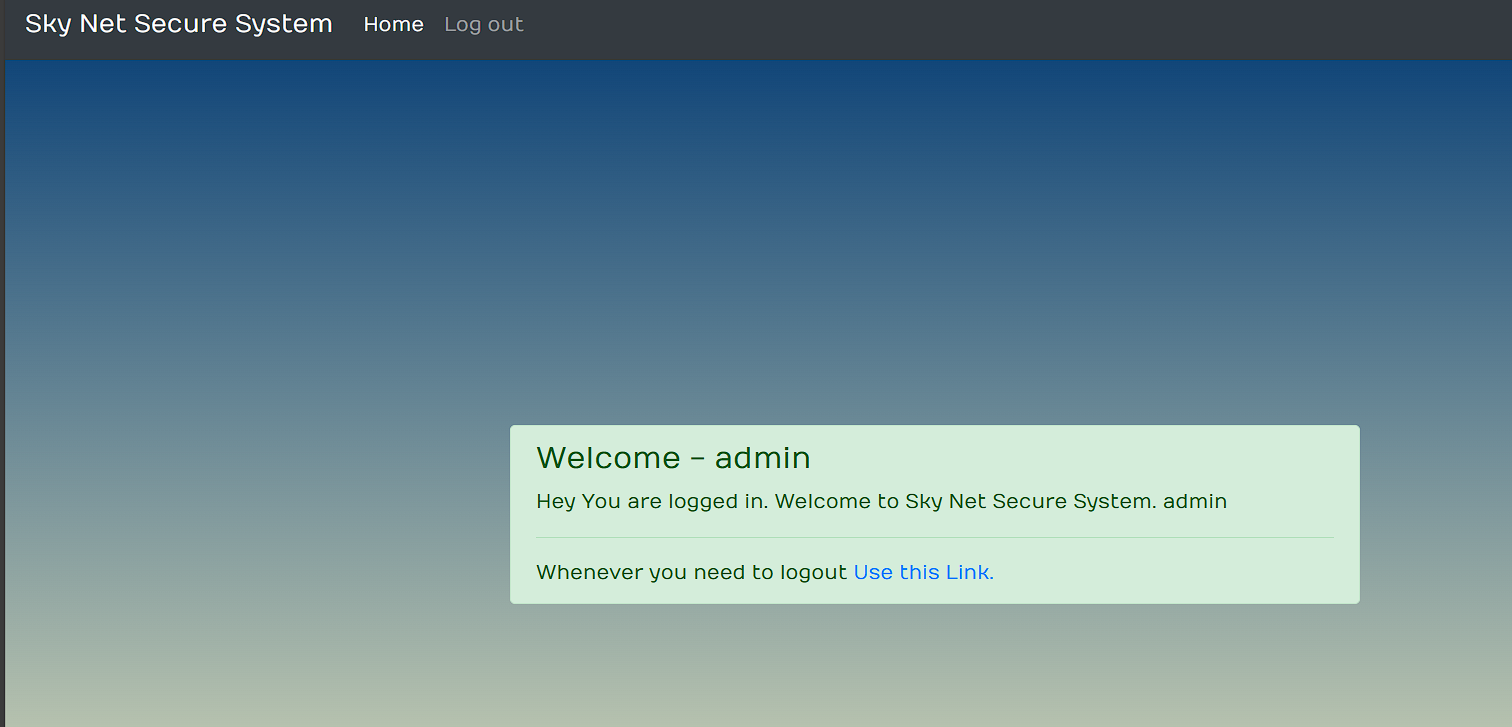 Sky Net Secure System Home Log out
Welcome - admin
Hey You are logged in. Welcome to Sky Net Secure System. admin
Whenever you need to logout Use this Link.